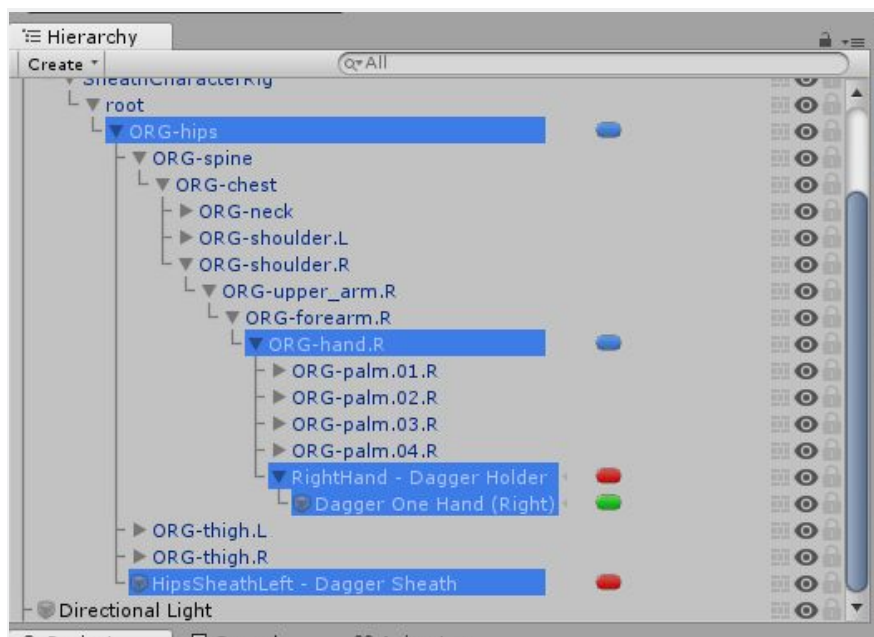 Hierarchy
Create
All
SheathCharacterRig
root
ORG-hips
ORG-spine
ORG-chest
ORG-neck
ORG-shoulder.L
ORG-shoulder.R
ORG-upper_arm.R
ORG-forearm.R
ORG-hand.R
ORG-palm.01.R
ORG-palm.02.R
ORG-palm.03.R
ORG-palm.04.R
RightHand - Dagger Holder
Dagger One Hand (Right)
ORG-thigh.L
ORG-thigh.R
HipsSheathLeft - Dagger Sheath
Directional Light